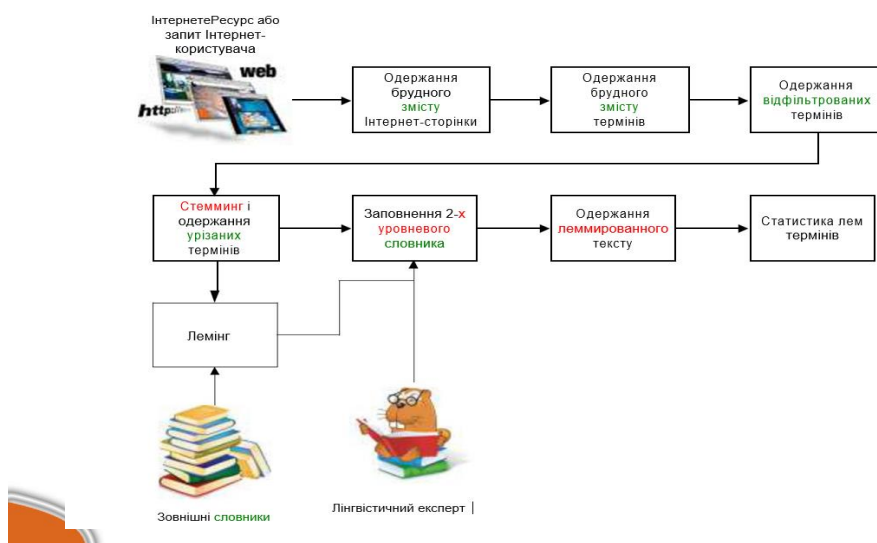 ІнтернетеРесурс або
запит Інтернет-
користувача
web
http://
Одержання
брудного
змісту
Інтернет-сторінки
Одержання
брудного
змісту
термінів
Одержання
відфільтрованих
термінів
Стемминг і
одержання
урізаних
термінів
Заповнення 2-х
уровневого
словника
Одержання
леммированного
тексту
Статистика лем
термінів
Лемінг
Зовнішні словники
Лінгвістичний експерт